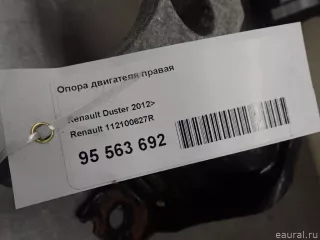 Опора двигателя правая
Renault Duster 2012>
Renault 112100627R
95 563 692
eaural.ru